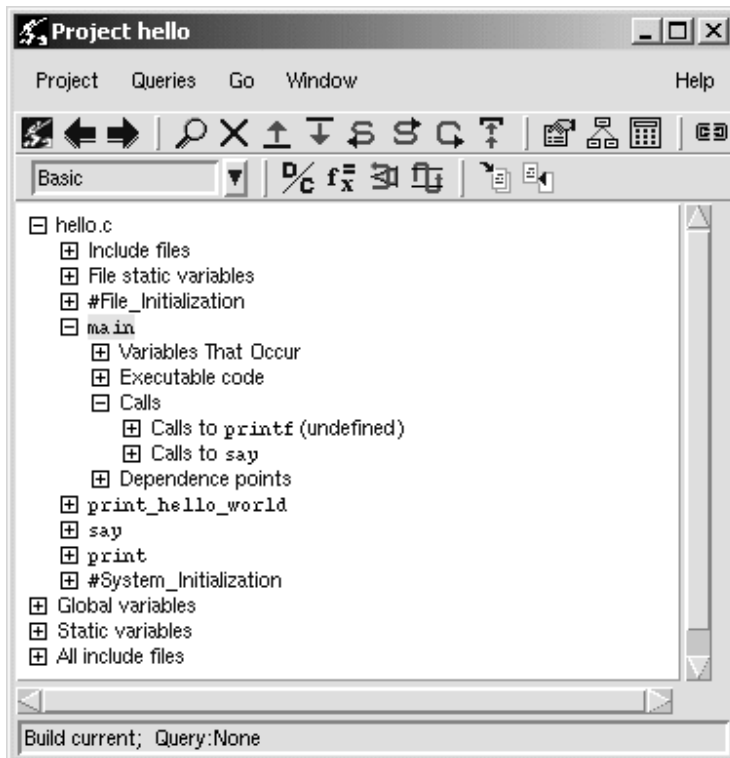 Project hello
Project Queries Go Window Help
Basic
hello.c
Include files
File static variables
#File_Initialization
main
Variables That Occur
Executable code
Calls
Calls to printf (undefined)
Calls to say
Dependence points
print_hello_world
say
print
#System_Initialization
Global variables
Static variables
All include files
Build current; Query:None